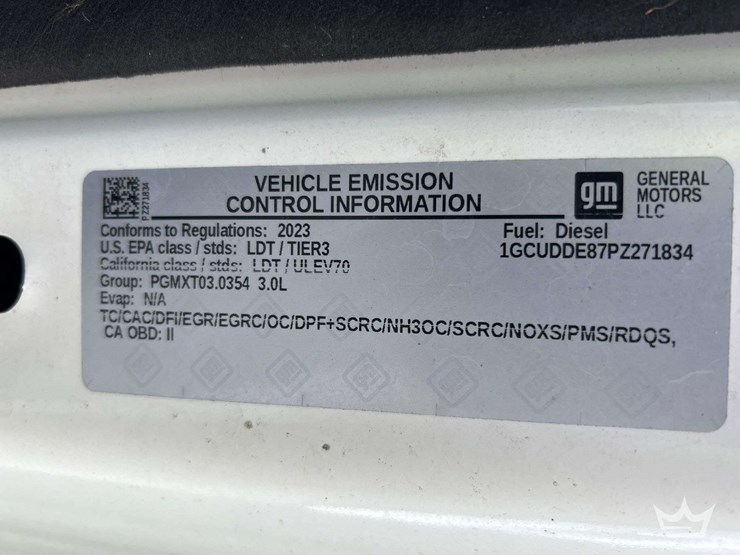 VEHICLE EMISSION
CONTROL INFORMATION
gm
GENERAL
MOTORS
LLC
PZ271834
Conforms to Regulations: 2023
Fuel: Diesel
U.S. EPA class / stds: LDT / TIER3
1GCUDDE87PZ271834
California class / stds: LDT / ULEV70
Group: PGMXT03.0354 3.0L
Evap: N/A
TC/CAC/DFI/EGR/EGRC/OC/DPF+SCRC/NH3OC/SCRC/NOXS/PMS/RDQS,
CA OBD: II